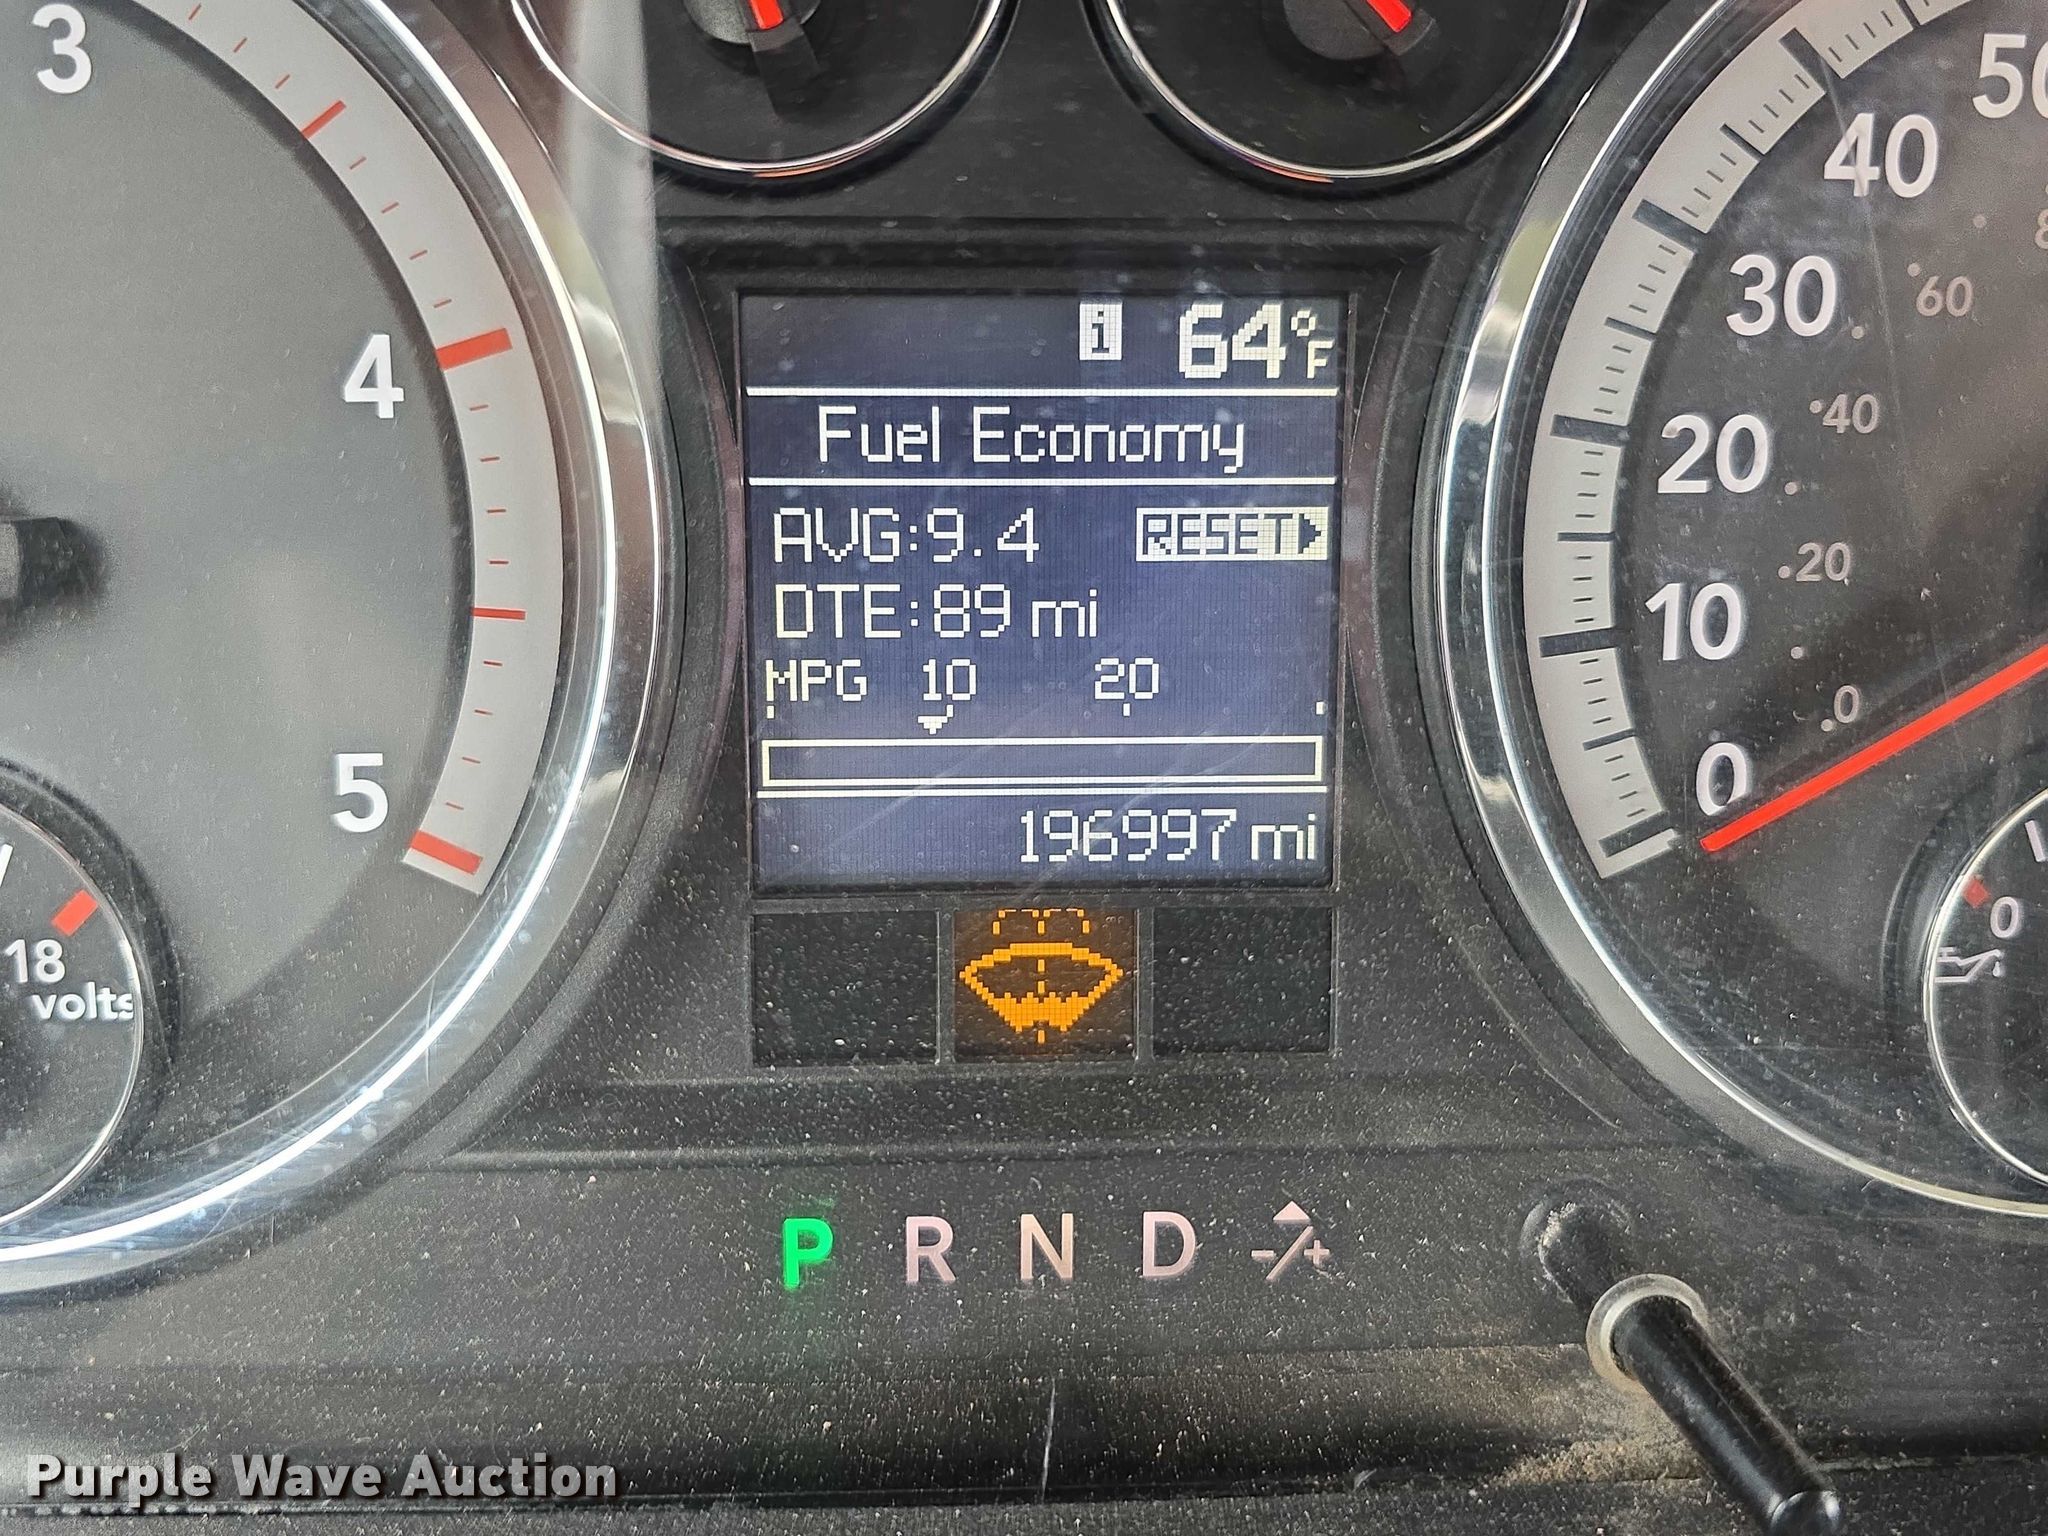 3
4
5
18
volts
i 64°F
Fuel Economy
AVG:9.4 RESET
DTE:89 mi
MPG 10 20
196997 mi
P R N D -/+
40
30
20
10
0
60
40
20
0
0
Purple Wave Auction